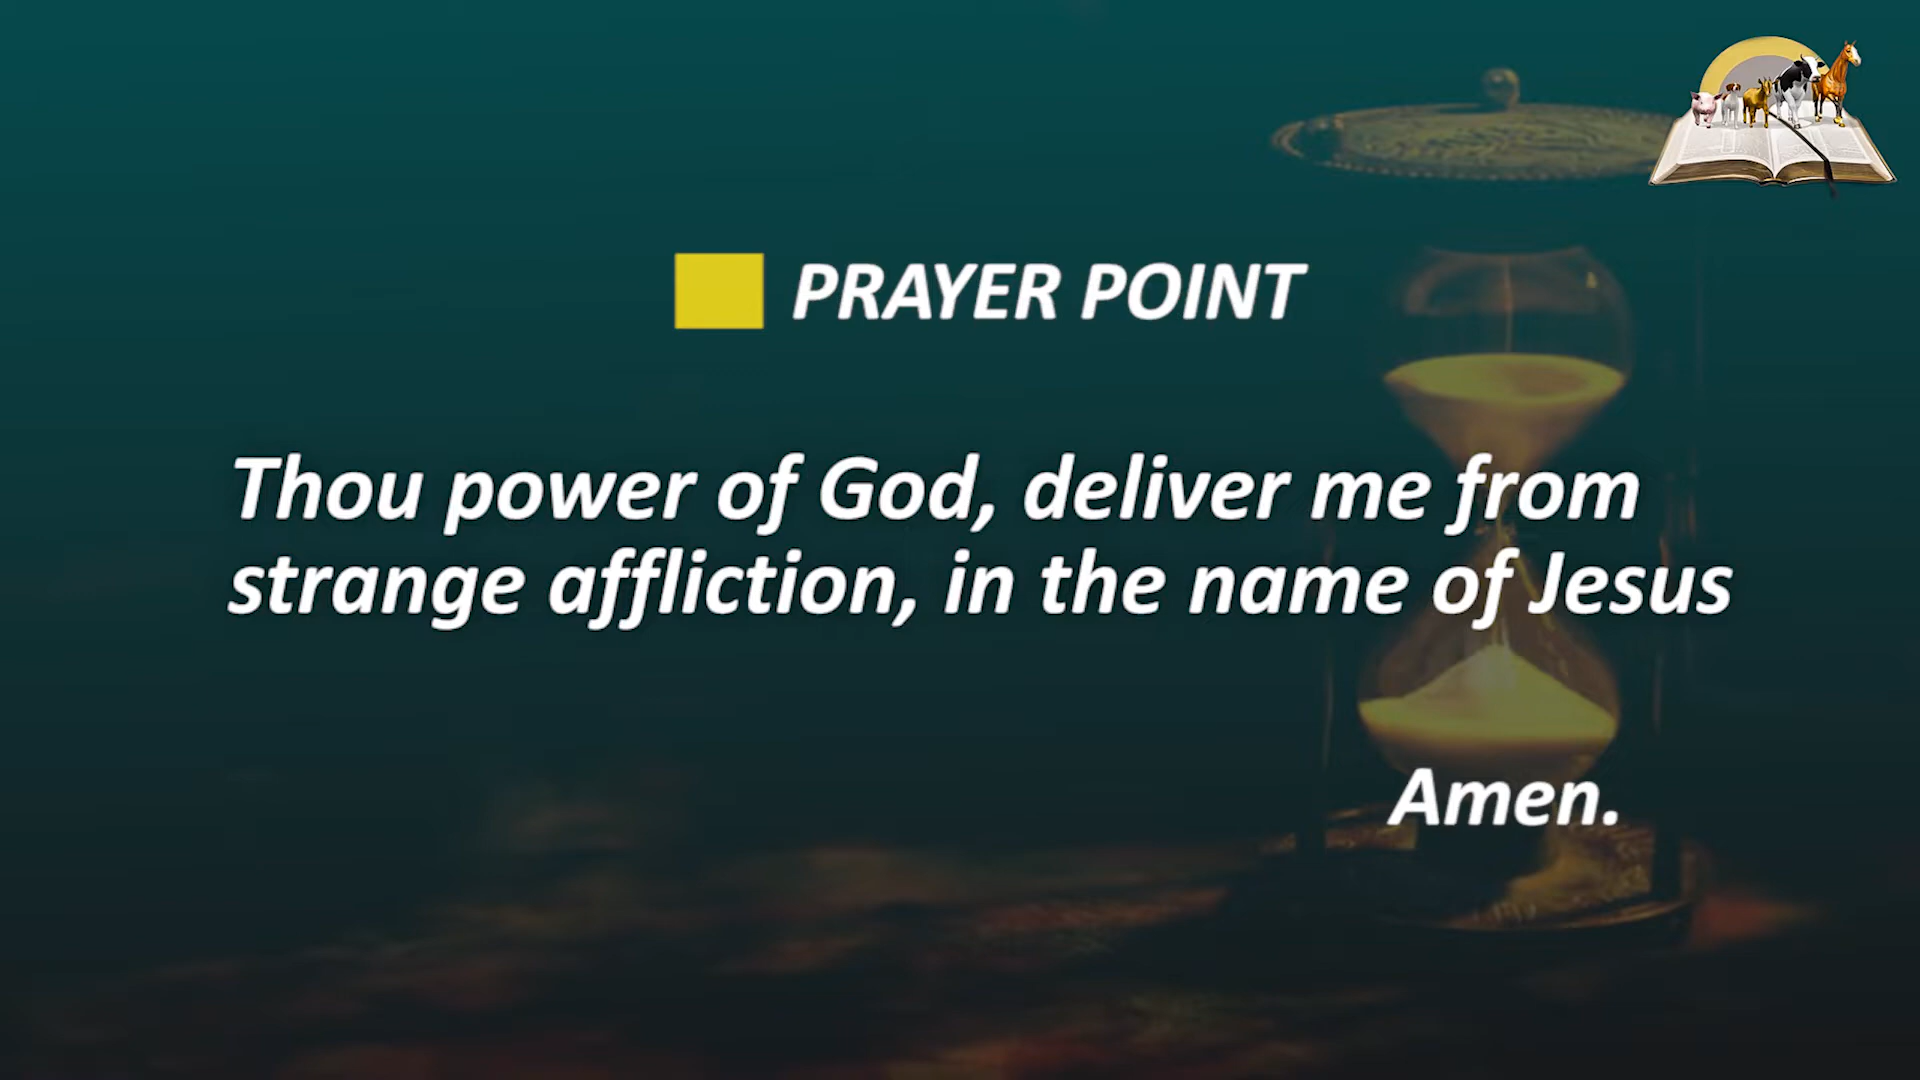 PRAYER POINT
Thou power of God, deliver me from
strange affliction, in the name of Jesus
Amen.